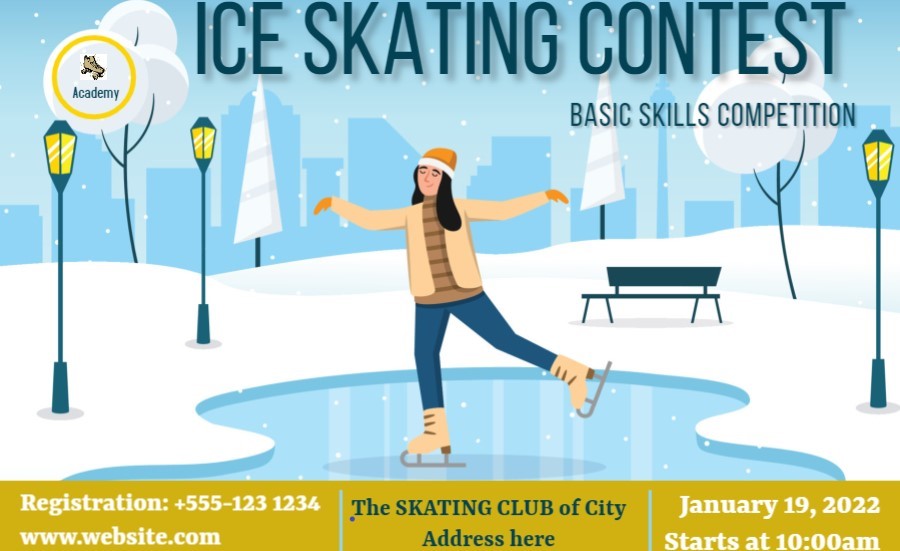 ICE SKATING CONTEST
Academy
BASIC SKILLS COMPETITION
Registration: +555-123 1234
www.website.com
The SKATING CLUB of City
Address here
January 19, 2022
Starts at 10:00am